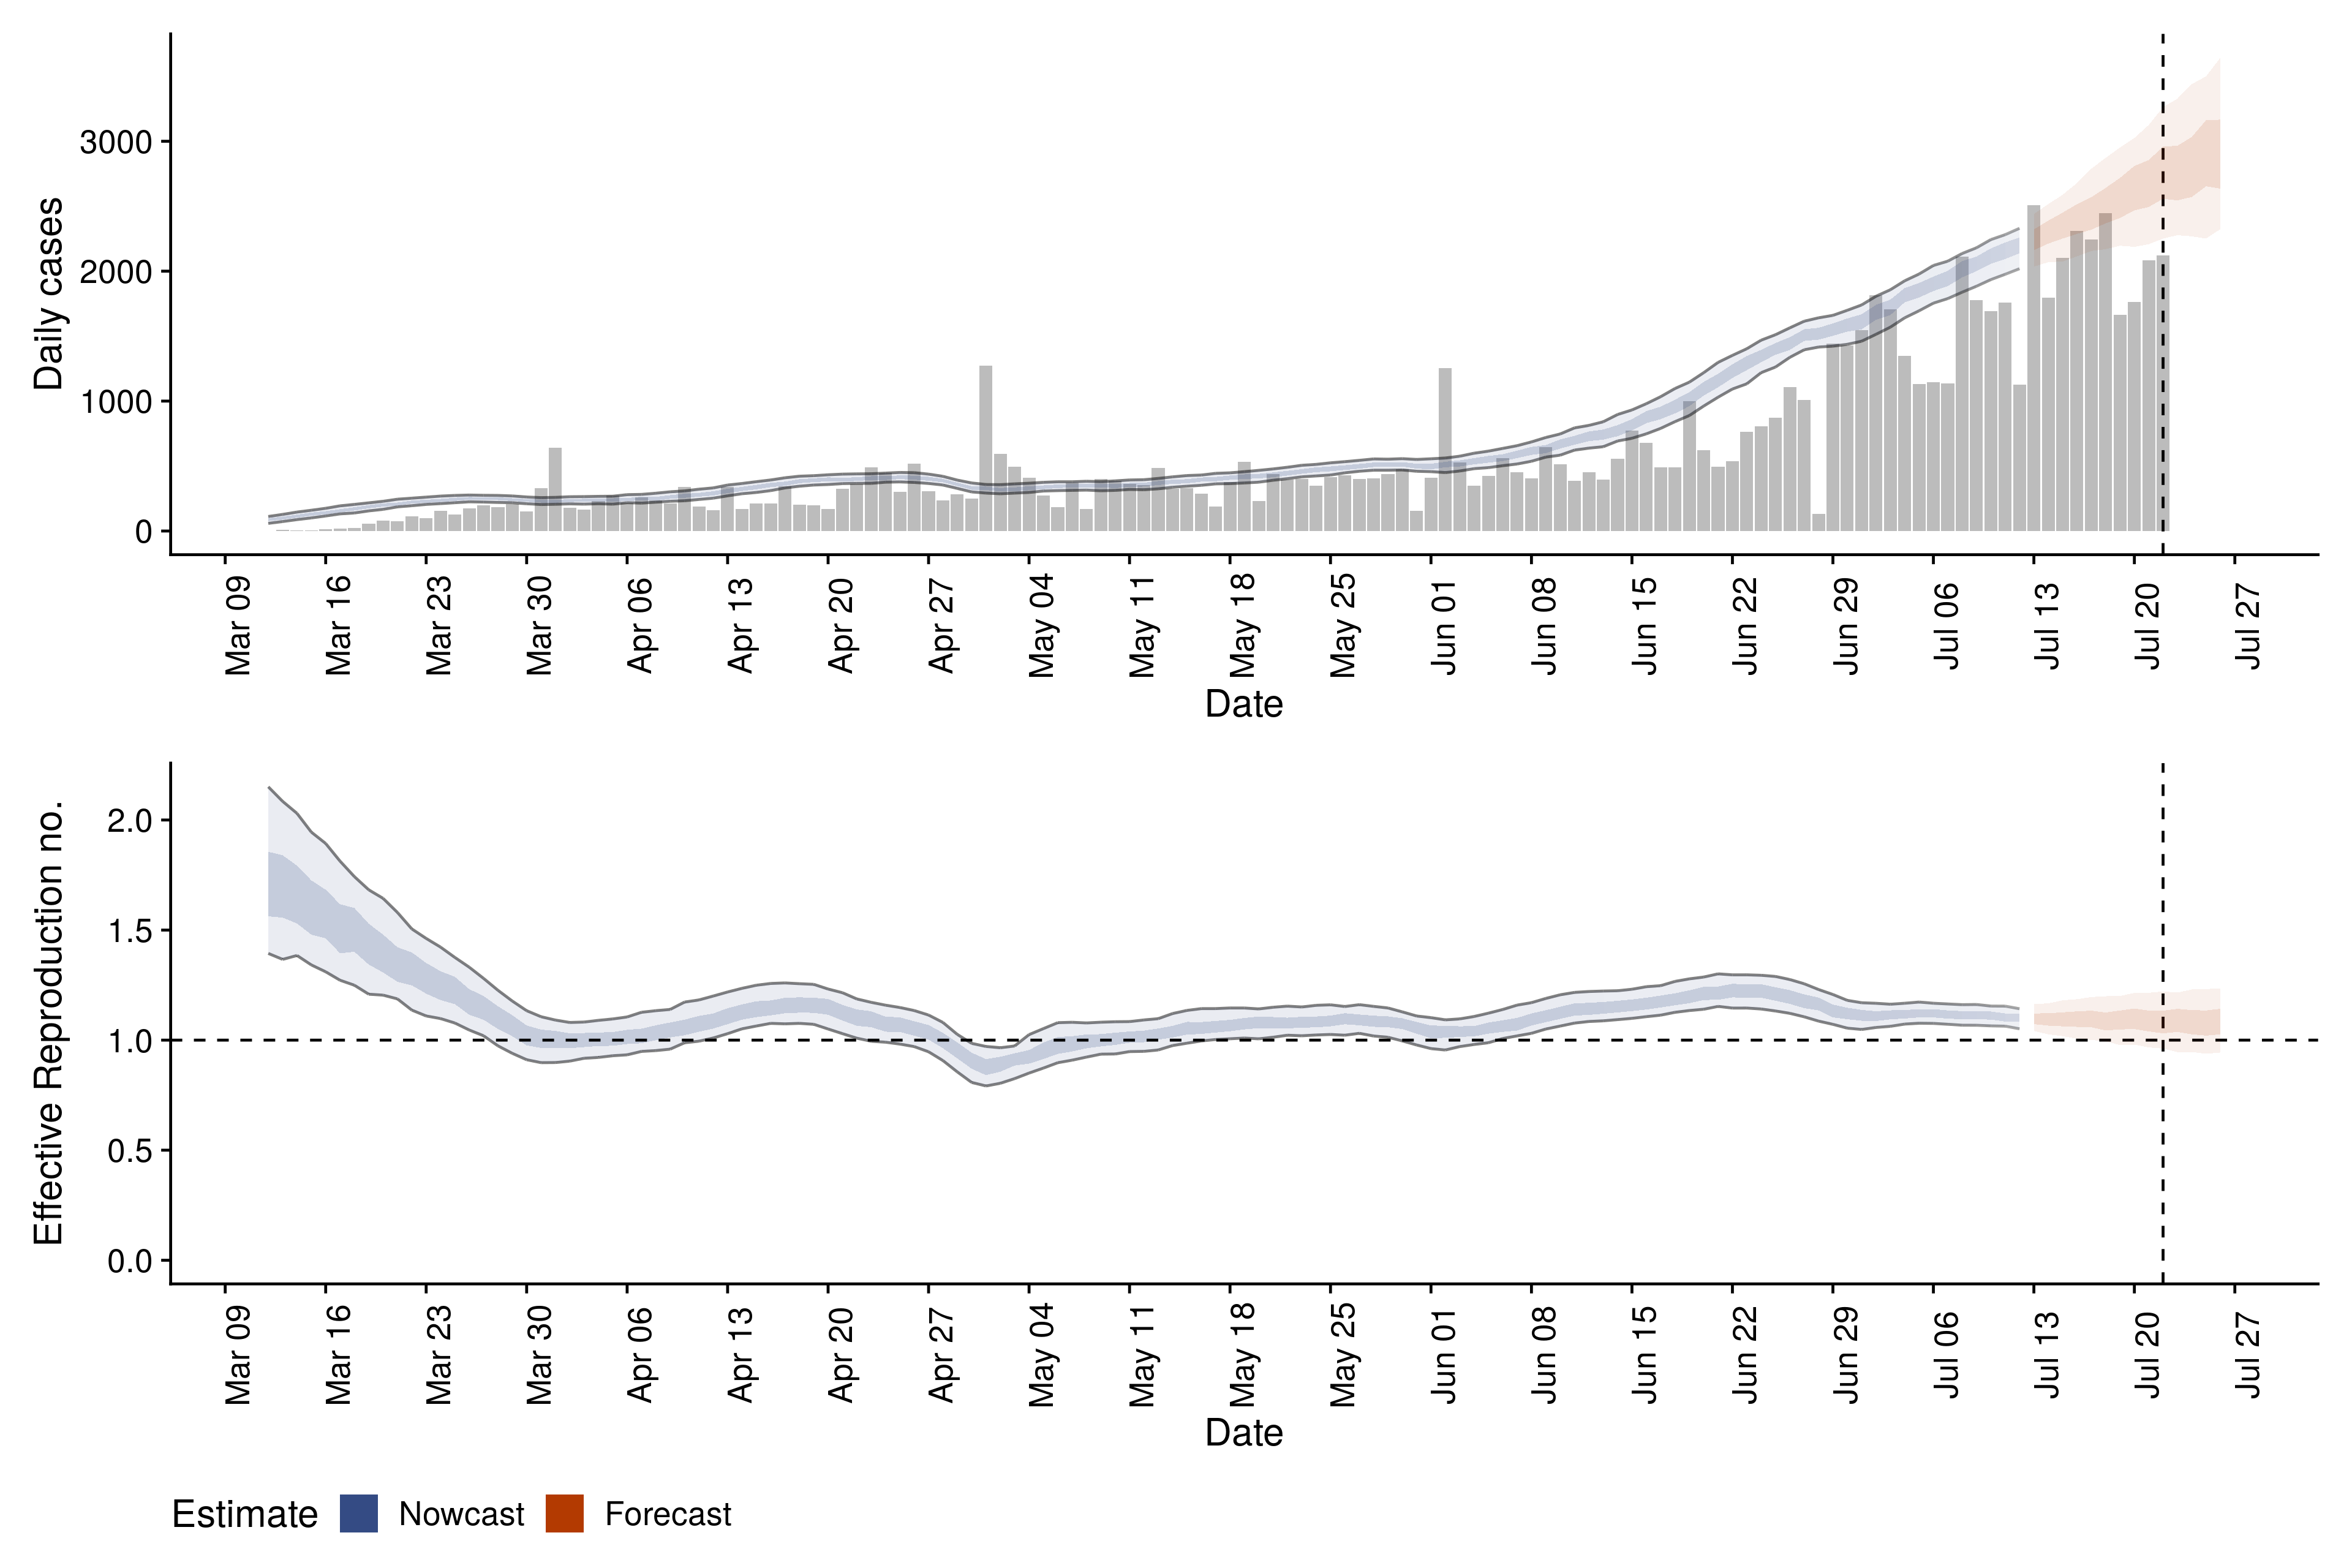 Daily cases
3000
2000
1000
0
Mar 09
Mar 16
Mar 23
Mar 30
Apr 06
Apr 13
Apr 20
Apr 27
May 04
May 11
May 18
May 25
Jun 01
Jun 08
Jun 15
Jun 22
Jun 29
Jul 06
Jul 13
Jul 20
Jul 27
Date
Effective Reproduction no.
2.0
1.5
1.0
0.5
0.0
Mar 09
Mar 16
Mar 23
Mar 30
Apr 06
Apr 13
Apr 20
Apr 27
May 04
May 11
May 18
May 25
Jun 01
Jun 08
Jun 15
Jun 22
Jun 29
Jul 06
Jul 13
Jul 20
Jul 27
Date
Estimate Nowcast Forecast